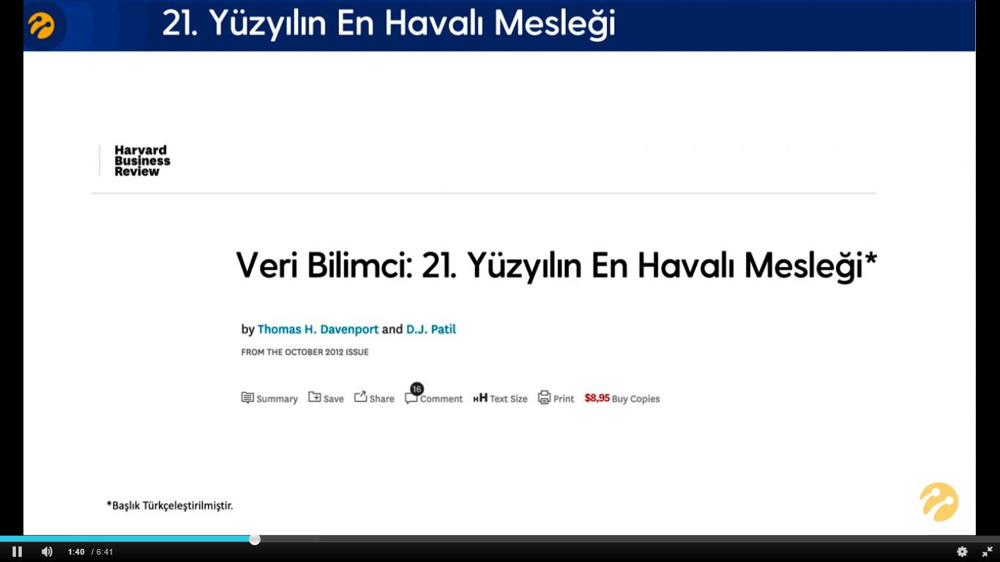 21. Yüzyılın En Havalı Mesleği
Harvard
Business
Review
Veri Bilimci: 21. Yüzyılın En Havalı Mesleği*
by Thomas H. Davenport and D.J. Patil
FROM THE OCTOBER 2012 ISSUE
Summary Save Share 16 Comment HH Text Size Print $8,95 Buy Copies
*Başlık Türkçeleştirilmiştir.
1:40 / 6:41